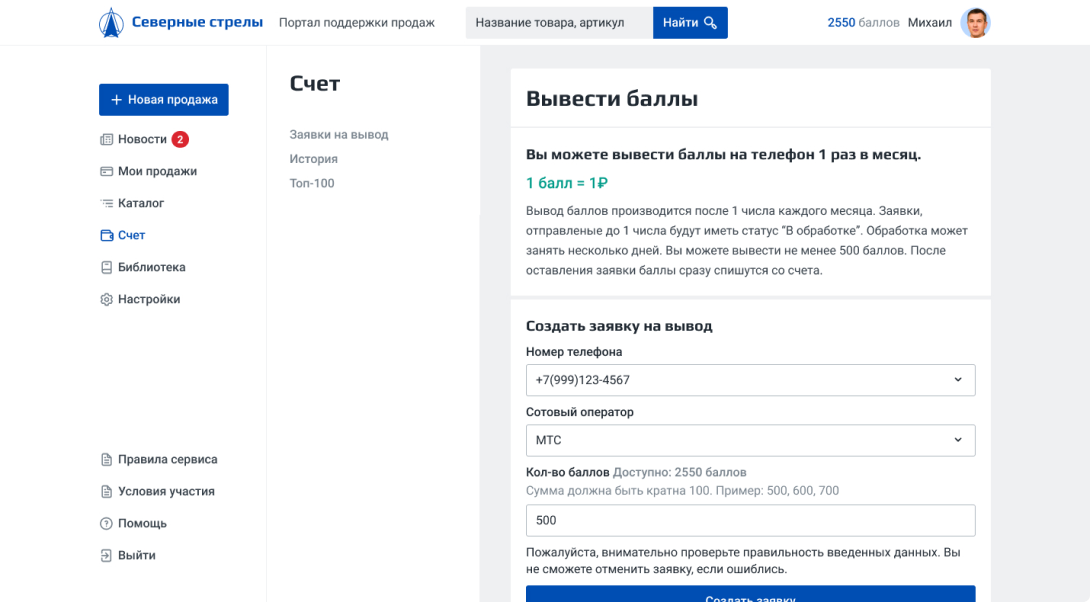 Северные стрелы
Портал поддержки продаж
Название товара, артикул
Найти
2550 баллов
Михаил
+ Новая продажа
Новости 2
Мои продажи
Каталог
Счет
Библиотека
Настройки
Правила сервиса
Условия участия
Помощь
Выйти
Счет
Заявки на вывод
История
Топ-100
Вывести баллы
Вы можете вывести баллы на телефон 1 раз в месяц.
1 балл = 1₽
Вывод баллов производится после 1 числа каждого месяца. Заявки,
отправленые до 1 числа будут иметь статус “В обработке”. Обработка может
занять несколько дней. Вы можете вывести не менее 500 баллов. После
оставления заявки баллы сразу спишутся со счета.
Создать заявку на вывод
Номер телефона
+7(999)123-4567
Сотовый оператор
МТС
Кол-во баллов Доступно: 2550 баллов
Сумма должна быть кратна 100. Пример: 500, 600, 700
500
Пожалуйста, внимательно проверьте правильность введенных данных. Вы
не сможете отменить заявку, если ошиблись.
Создать заявку